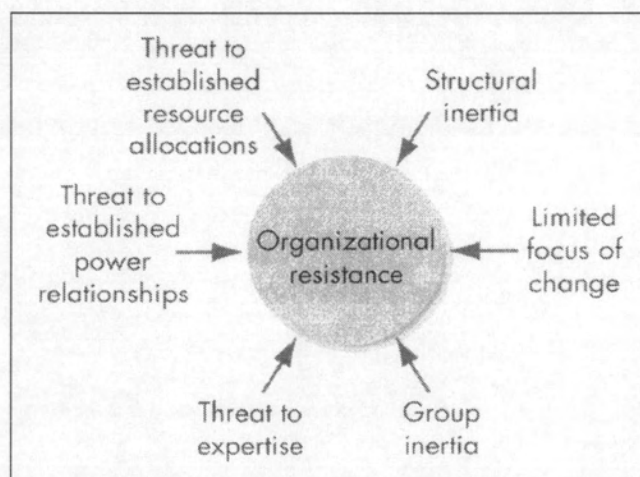 Threat to
established
resource
allocations
Structural
inertia
Threat to
established
power
relationships
Organizational
resistance
Limited
focus of
change
Threat to
expertise
Group
inertia